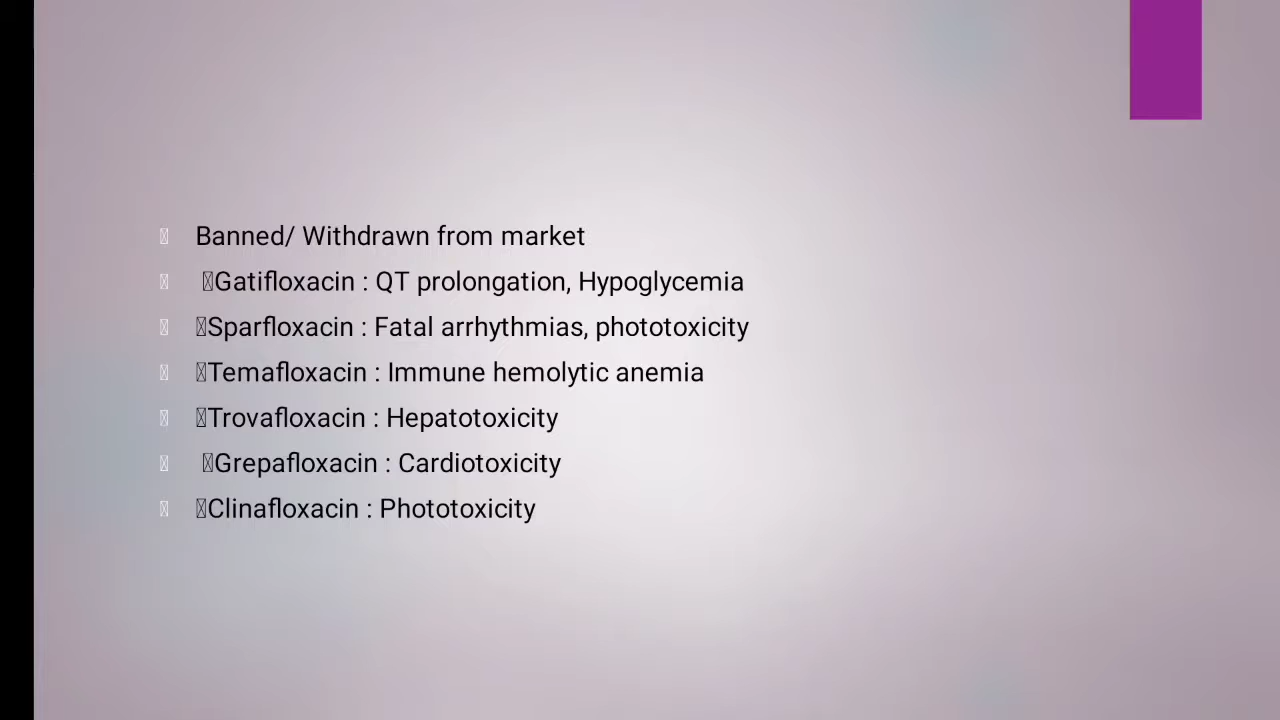 Banned/ Withdrawn from market
Gatifloxacin : QT prolongation, Hypoglycemia
Sparfloxacin : Fatal arrhythmias, phototoxicity
Temafloxacin : Immune hemolytic anemia
Trovafloxacin : Hepatotoxicity
Grepafloxacin : Cardiotoxicity
Clinafloxacin : Phototoxicity